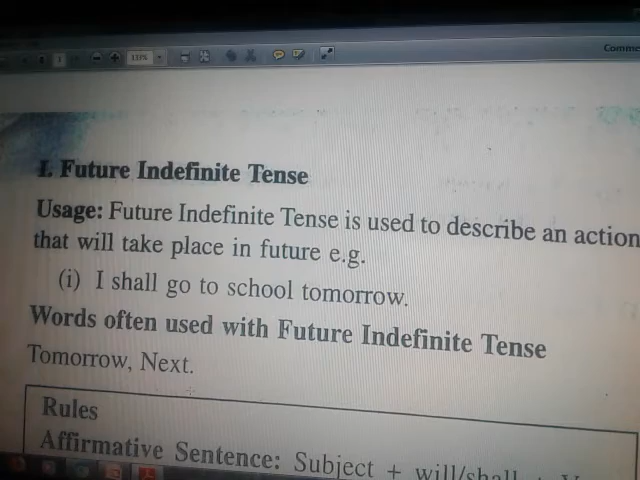 Comme
I. Future Indefinite Tense
Usage: Future Indefinite Tense is used to describe an action
that will take place in future e.g.
(i) I shall go to school tomorrow.
Words often used with Future Indefinite Tense
Tomorrow, Next.
Rules
Affirmative Sentence: Subject + will/shall